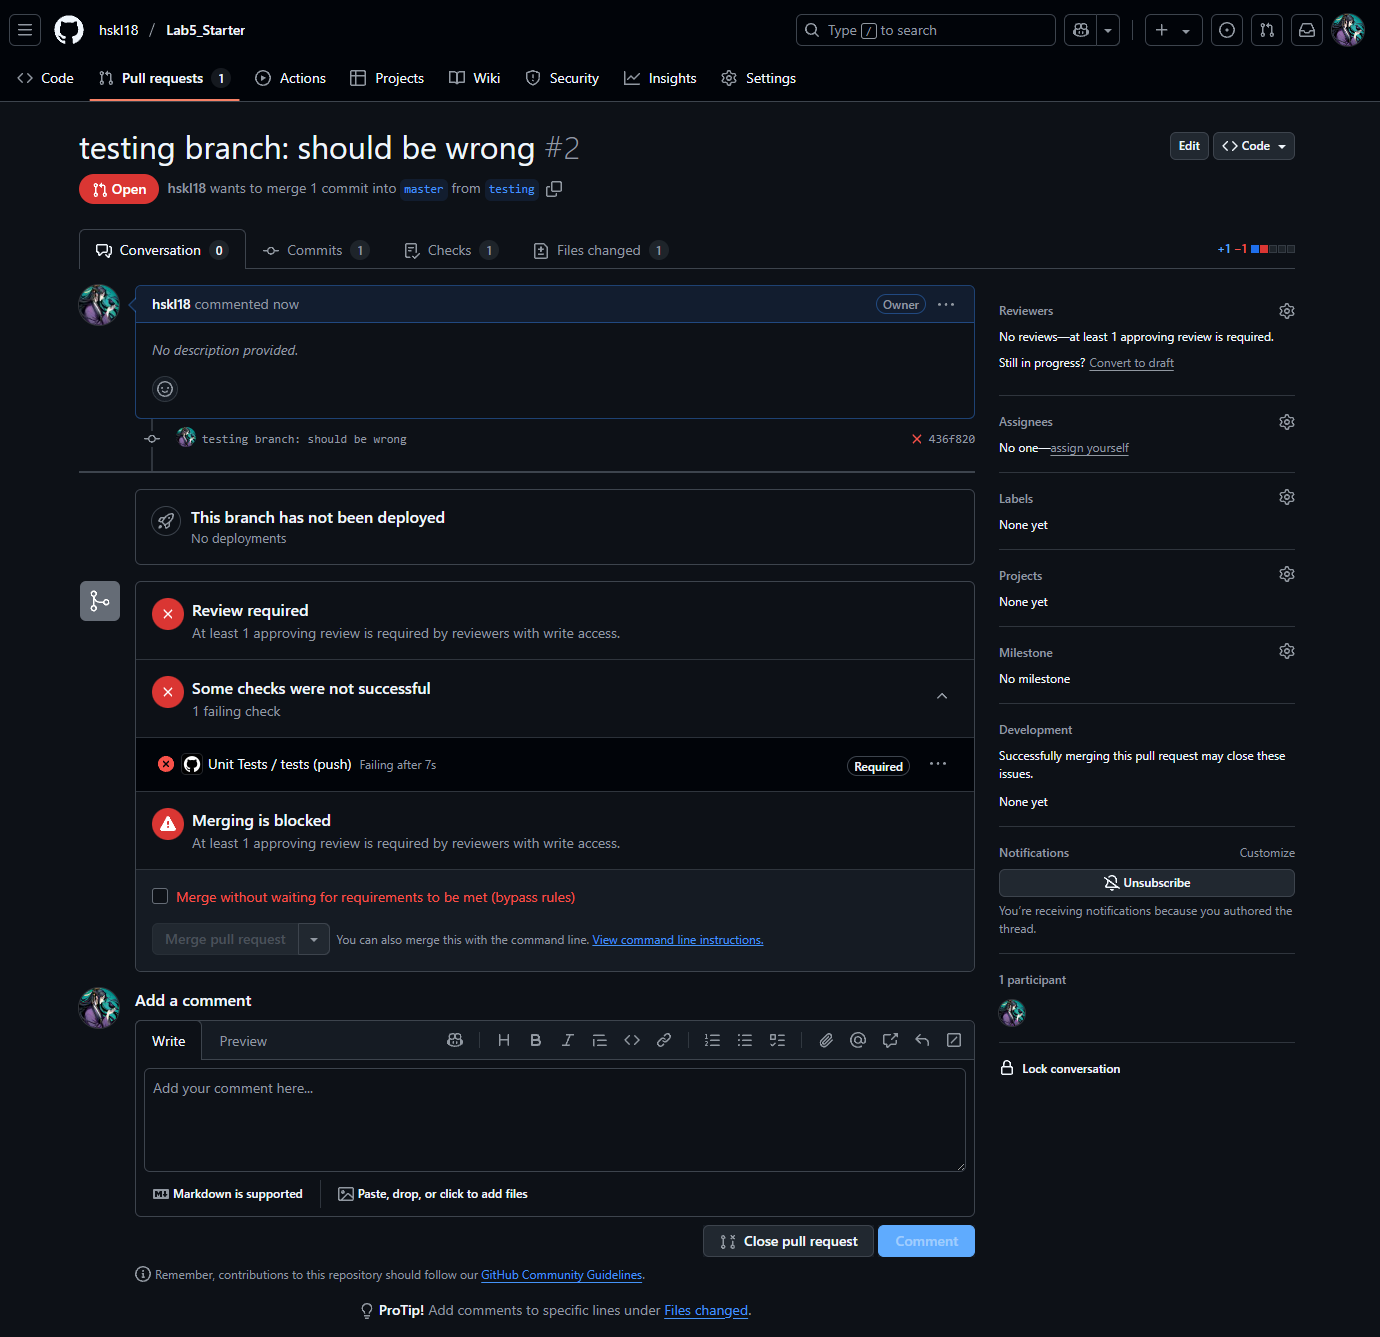 hskl18 / Lab5_Starter
Type / to search
Code
Pull requests 1
Actions
Projects
Wiki
Security
Insights
Settings
testing branch: should be wrong #2
Edit
Code
Open
hskl18 wants to merge 1 commit into master from testing
Conversation 0
Commits 1
Checks 1
Files changed 1
+1 −1
hskl18 commented now
Owner
No description provided.
testing branch: should be wrong
436f820
This branch has not been deployed
No deployments
Review required
At least 1 approving review is required by reviewers with write access.
Some checks were not successful
1 failing check
Unit Tests / tests (push) Failing after 7s
Required
Merging is blocked
At least 1 approving review is required by reviewers with write access.
Merge without waiting for requirements to be met (bypass rules)
Merge pull request
You can also merge this with the command line. View command line instructions.
Add a comment
Write
Preview
Add your comment here...
Markdown is supported
Paste, drop, or click to add files
Close pull request
Comment
Remember, contributions to this repository should follow our GitHub Community Guidelines.
ProTip! Add comments to specific lines under Files changed.
Reviewers
No reviews—at least 1 approving review is required.
Still in progress? Convert to draft
Assignees
No one—assign yourself
Labels
None yet
Projects
None yet
Milestone
No milestone
Development
Successfully merging this pull request may close these
issues.
None yet
Notifications
Customize
Unsubscribe
You're receiving notifications because you authored the
thread.
1 participant
Lock conversation